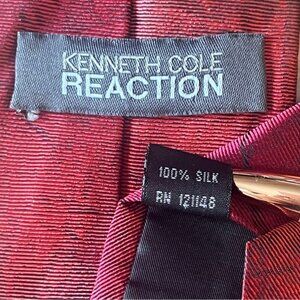 KENNETH COLE
REACTION
100% SILK
RN 121148